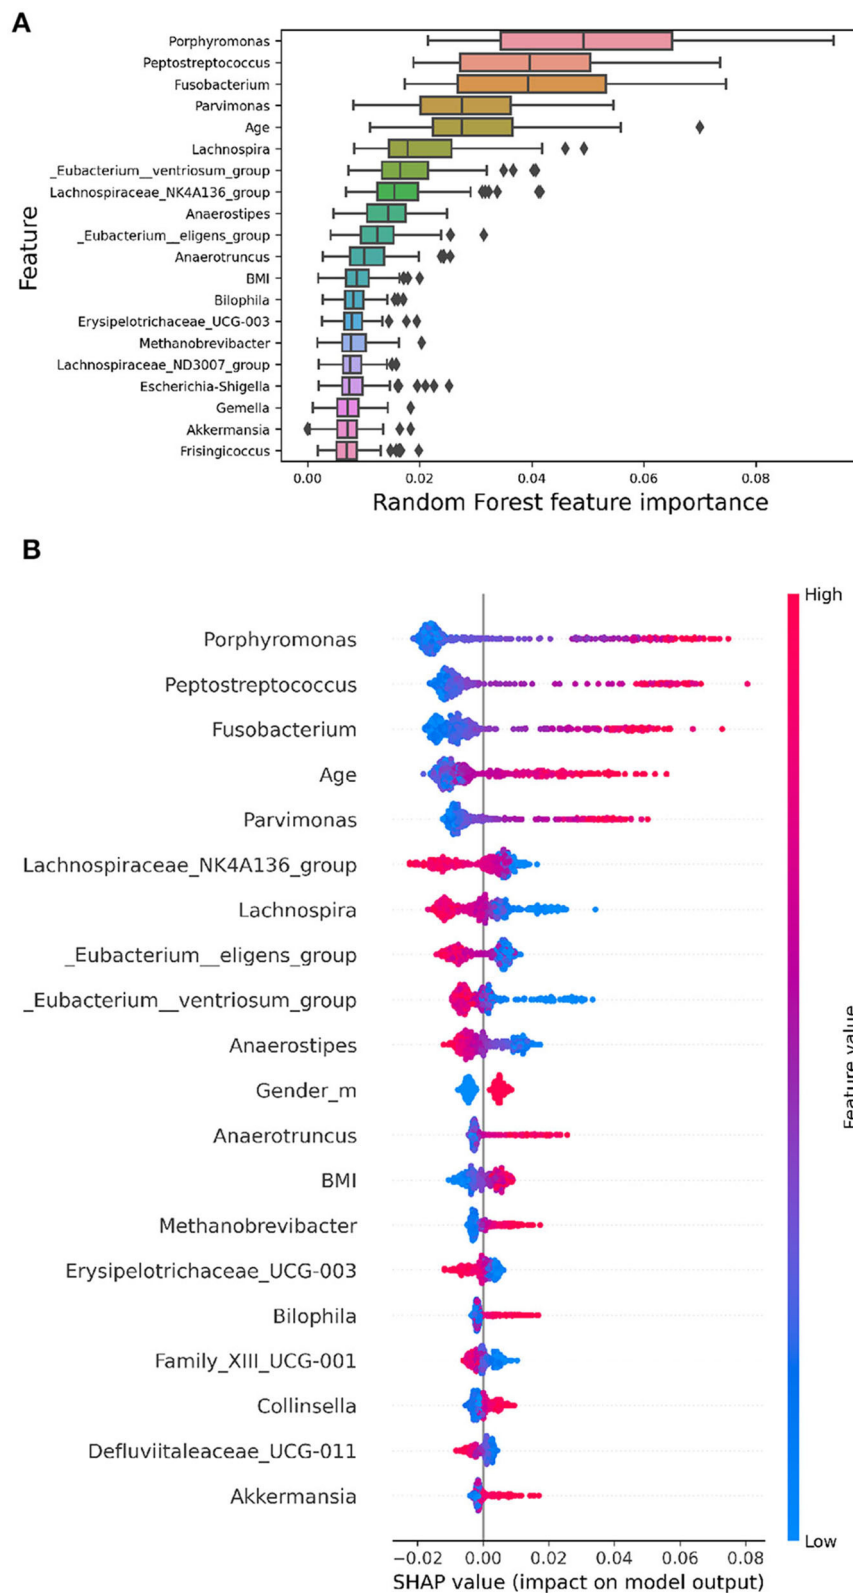 A
Feature
Porphyromonas
Peptostreptococcus
Fusobacterium
Parvimonas
Age
Lachnospira
_Eubacterium__ventriosum_group
Lachnospiraceae_NK4A136_group
Anaerostipes
_Eubacterium__eligens_group
Anaerotruncus
BMI
Bilophila
Erysipelotrichaceae_UCG-003
Methanobrevibacter
Lachnospiraceae_ND3007_group
Escherichia-Shigella
Gemella
Akkermansia
Frisingicoccus
0.00 0.02 0.04 0.06 0.08
Random Forest feature importance
B
Porphyromonas
Peptostreptococcus
Fusobacterium
Age
Parvimonas
Lachnospiraceae_NK4A136_group
Lachnospira
_Eubacterium__eligens_group
_Eubacterium__ventriosum_group
Anaerostipes
Gender_m
Anaerotruncus
BMI
Methanobrevibacter
Erysipelotrichaceae_UCG-003
Bilophila
Family_XIII_UCG-001
Collinsella
Defluviitaleaceae_UCG-011
Akkermansia
−0.02 0.00 0.02 0.04 0.06 0.08
SHAP value (impact on model output)
High
Feature value
Low